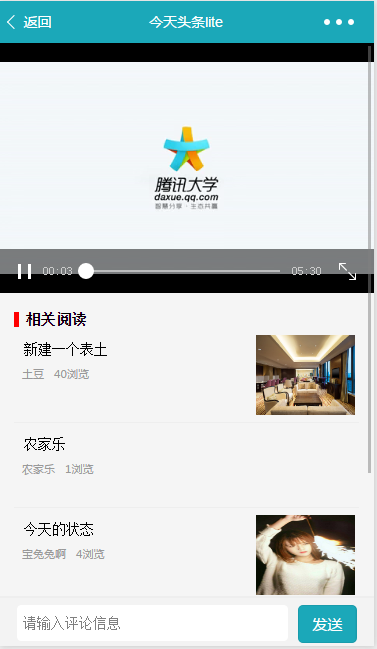 返回 今天头条lite
腾讯大学
daxue.qq.com
智慧分享·生态共赢
00:03 05:30
相关阅读
新建一个表土
土豆 40浏览
农家乐
农家乐 1浏览
今天的状态
宝兔兔啊 4浏览
请输入评论信息 发送